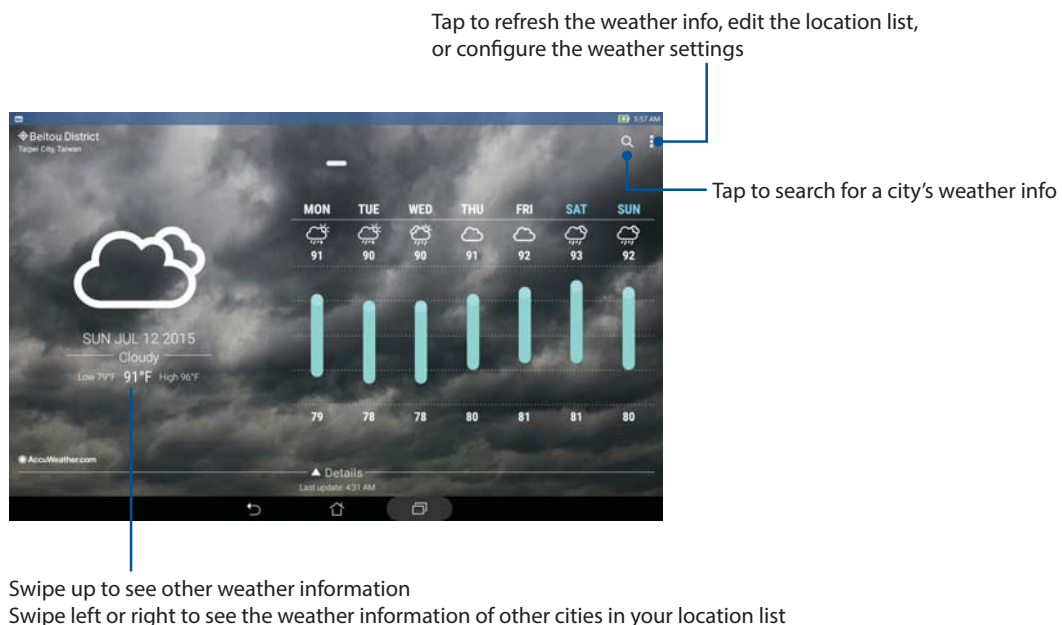 Tap to refresh the weather info, edit the location list,
or configure the weather settings
5:57 AM
Beitou District
Taipei City, Taiwan
Tap to search for a city's weather info
MON TUE WED THU FRI SAT SUN
91 90 90 91 92 93 92
SUN JUL 12 2015
Cloudy
Low 79°F 91°F High 96°F
79 78 78 80 81 81 80
AccuWeather.com
Details
Last update: 4:31 AM
Swipe up to see other weather information
Swipe left or right to see the weather information of other cities in your location list